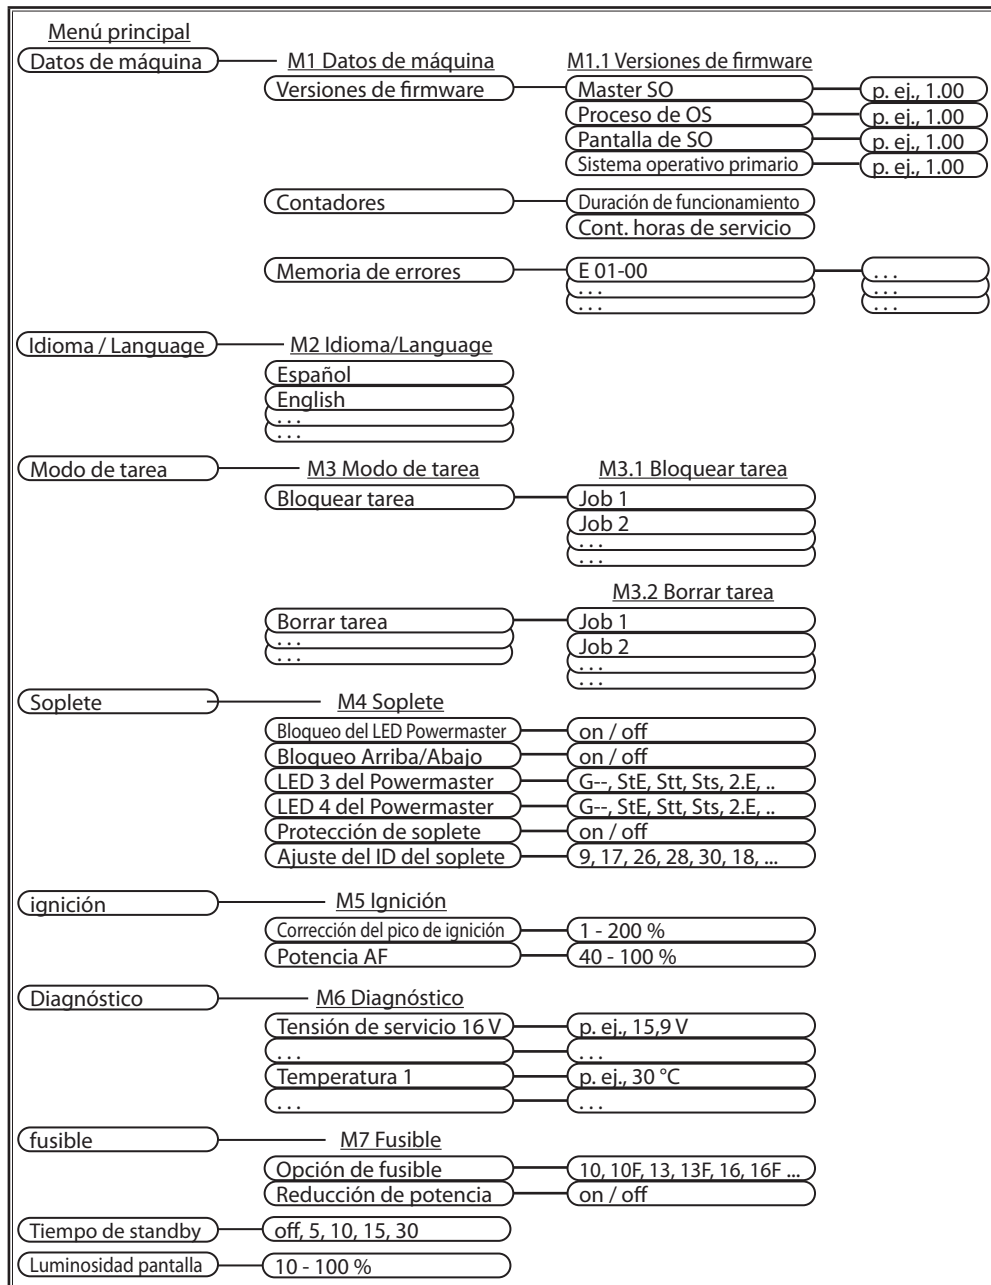 Menú principal
Datos de máquina M1 Datos de máquina M1.1 Versiones de firmware
Versiones de firmware Master SO p. ej., 1.00
Proceso de OS p. ej., 1.00
Pantalla de SO p. ej., 1.00
Sistema operativo primario p. ej., 1.00
Contadores Duración de funcionamiento
Cont. horas de servicio
Memoria de errores E 01-00 . . .
. . . . . .
. . . . . .
Idioma / Language M2 Idioma/Language
Español
English
. . .
. . .
Modo de tarea M3 Modo de tarea M3.1 Bloquear tarea
Bloquear tarea Job 1
Job 2
. . .
. . .
M3.2 Borrar tarea
Borrar tarea Job 1
. . . Job 2
. . . . . .
. . .
Soplete M4 Soplete
Bloqueo del LED Powermaster on / off
Bloqueo Arriba/Abajo on / off
LED 3 del Powermaster G--, StE, Stt, Sts, 2.E, ..
LED 4 del Powermaster G--, StE, Stt, Sts, 2.E, ..
Protección de soplete on / off
Ajuste del ID del soplete 9, 17, 26, 28, 30, 18, ...
ignición M5 Ignición
Corrección del pico de ignición 1 - 200 %
Potencia AF 40 - 100 %
Diagnóstico M6 Diagnóstico
Tensión de servicio 16 V p. ej., 15,9 V
. . . . . .
Temperatura 1 p. ej., 30 °C
. . . . . .
fusible M7 Fusible
Opción de fusible 10, 10F, 13, 13F, 16, 16F ...
Reducción de potencia on / off
Tiempo de standby off, 5, 10, 15, 30
Luminosidad pantalla 10 - 100 %